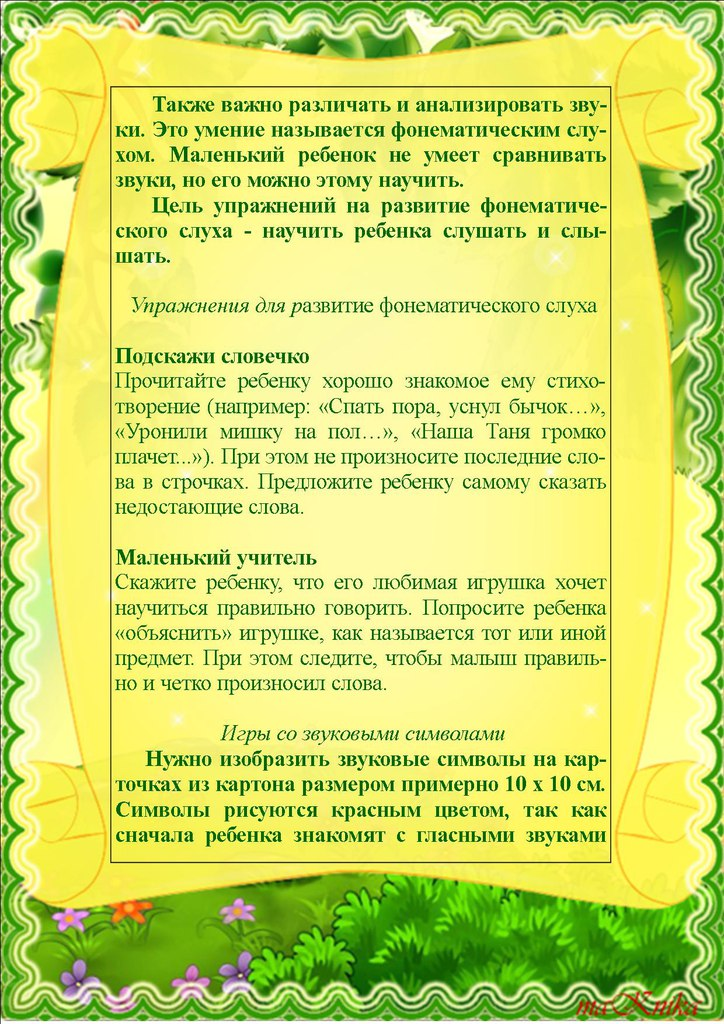 Также важно различать и анализировать зву-
ки. Это умение называется фонематическим слу-
хом. Маленький ребенок не умеет сравнивать
звуки, но его можно этому научить.
Цель упражнений на развитие фонематиче-
ского слуха - научить ребенка слушать и слы-
шать.
Упражнения для развитие фонематического слуха
Подскажи словечко
Прочитайте ребенку хорошо знакомое ему стихо-
творение (например: «Спать пора, уснул бычок…»,
«Уронили мишку на пол…», «Наша Таня громко
плачет...»). При этом не произносите последние сло-
ва в строчках. Предложите ребенку самому сказать
недостающие слова.
Маленький учитель
Скажите ребенку, что его любимая игрушка хочет
научиться правильно говорить. Попросите ребенка
«объяснить» игрушке, как называется тот или иной
предмет. При этом следите, чтобы малыш правиль-
но и четко произносил слова.
Игры со звуковыми символами
Нужно изобразить звуковые символы на кар-
точках из картона размером примерно 10 х 10 см.
Символы рисуются красным цветом, так как
сначала ребенка знакомят с гласными звуками